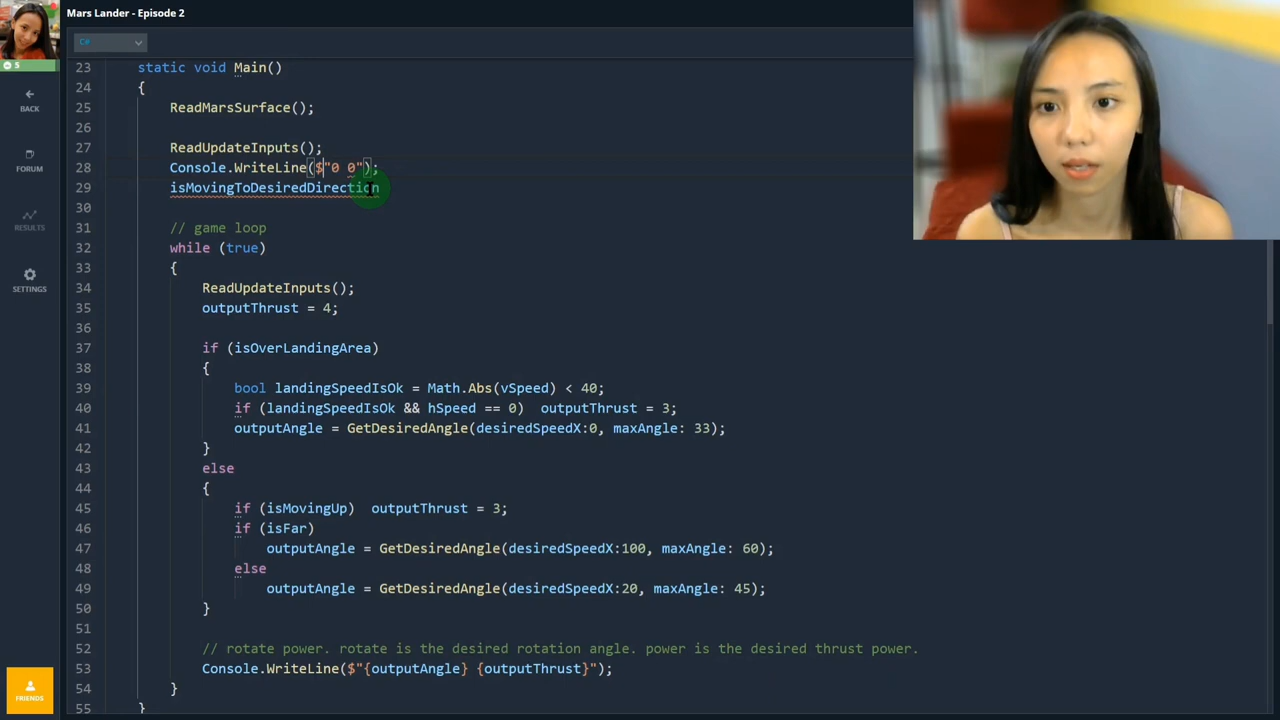 Mars Lander - Episode 2
C#
5
BACK
FORUM
RESULTS
SETTINGS
FRIENDS
23 static void Main()
24 {
25 ReadMarsSurface();
26
27 ReadUpdateInputs();
28 Console.WriteLine($"0 0");
29 isMovingToDesiredDirection
30
31 // game loop
32 while (true)
33 {
34 ReadUpdateInputs();
35 outputThrust = 4;
36
37 if (isOverLandingArea)
38 {
39 bool landingSpeedIsOk = Math.Abs(vSpeed) < 40;
40 if (landingSpeedIsOk && hSpeed == 0)  outputThrust = 3;
41 outputAngle = GetDesiredAngle(desiredSpeedX:0, maxAngle: 33);
42 }
43 else
44 {
45 if (isMovingUp)  outputThrust = 3;
46 if (isFar)
47 outputAngle = GetDesiredAngle(desiredSpeedX:100, maxAngle: 60);
48 else
49 outputAngle = GetDesiredAngle(desiredSpeedX:20, maxAngle: 45);
50 }
51
52 // rotate power. rotate is the desired rotation angle. power is the desired thrust power.
53 Console.WriteLine($"{outputAngle} {outputThrust}");
54 }
55 }